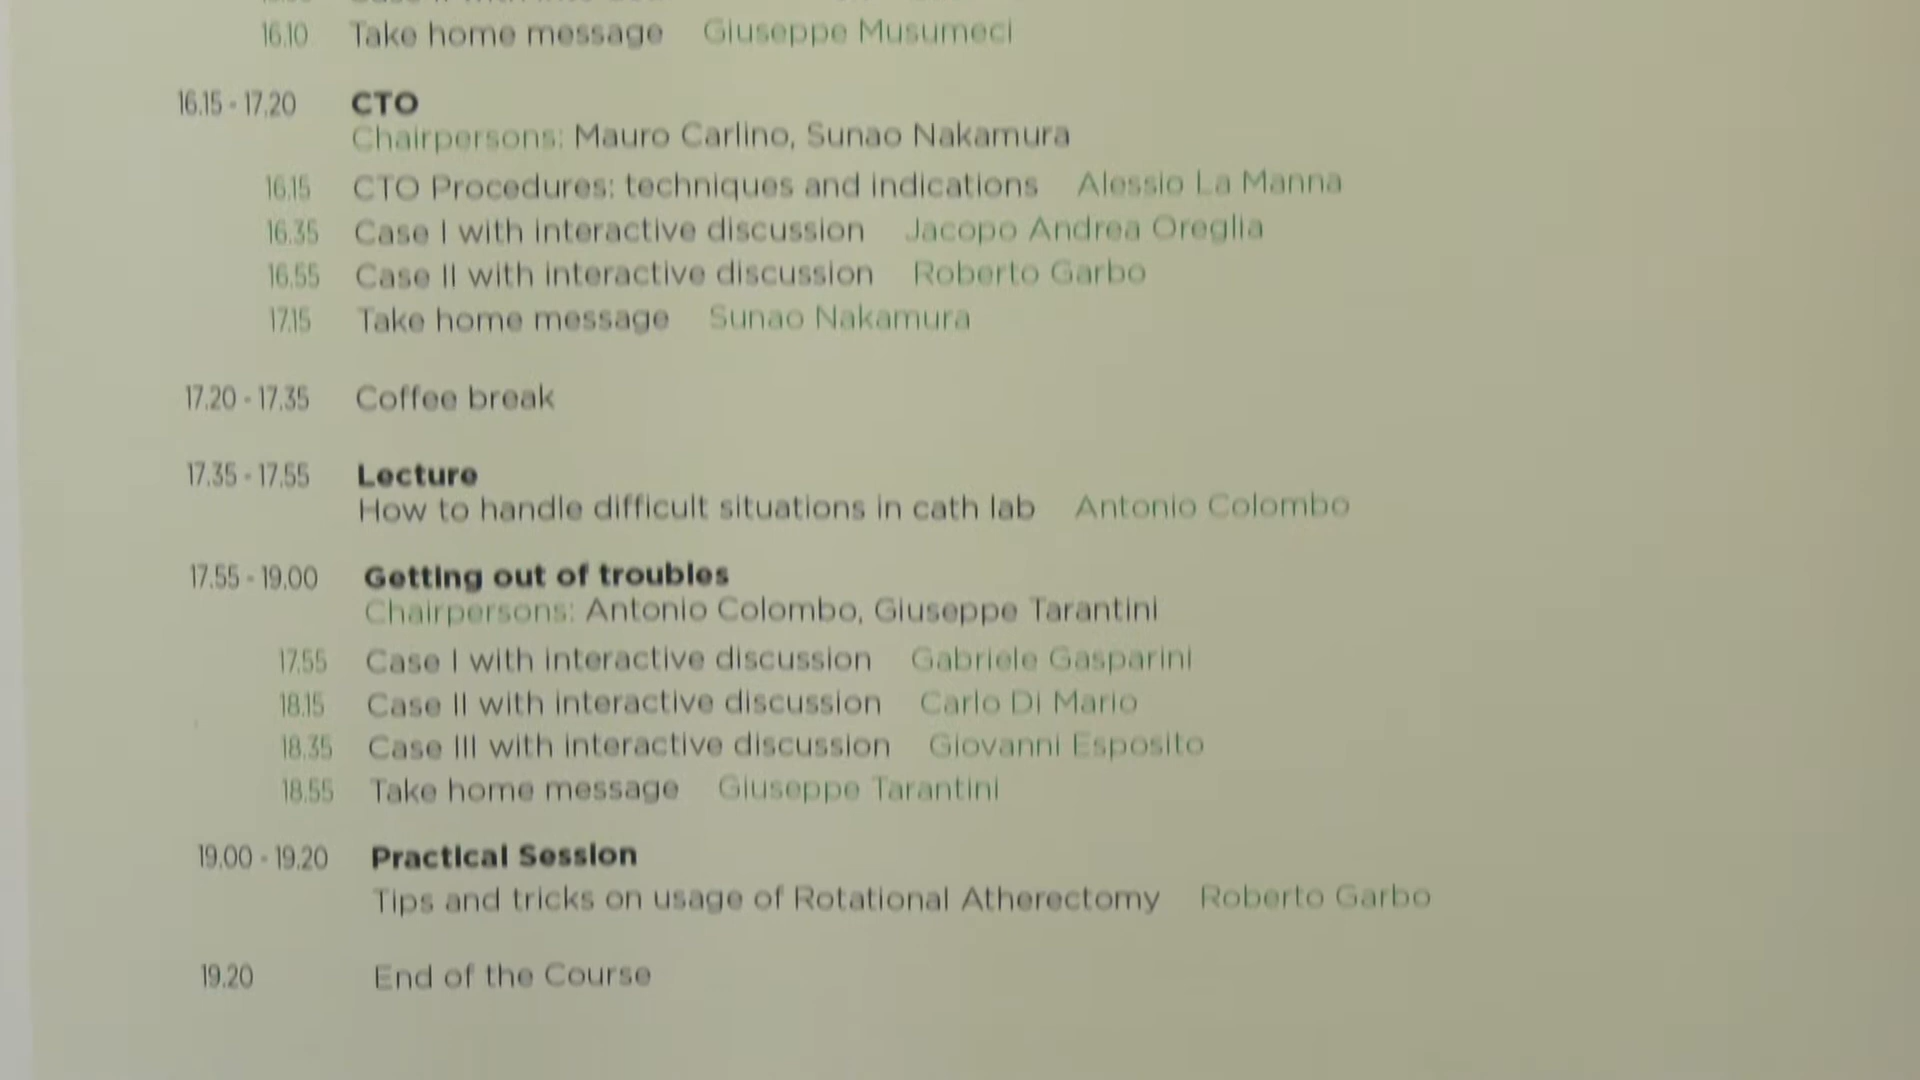 16.10 Take home message Giuseppe Musumeci
16.15 - 17.20 CTO
Chairpersons: Mauro Carlino, Sunao Nakamura
16.15 CTO Procedures: techniques and indications Alessio La Manna
16.35 Case I with interactive discussion Jacopo Andrea Oreglia
16.55 Case II with interactive discussion Roberto Garbo
17.15 Take home message Sunao Nakamura
17.20 - 17.35 Coffee break
17.35 - 17.55 Lecture
How to handle difficult situations in cath lab Antonio Colombo
17.55 - 19.00 Getting out of troubles
Chairpersons: Antonio Colombo, Giuseppe Tarantini
17.55 Case I with interactive discussion Gabriele Gasparini
18.15 Case II with interactive discussion Carlo Di Mario
18.35 Case III with interactive discussion Giovanni Esposito
18.55 Take home message Giuseppe Tarantini
19.00 - 19.20 Practical Session
Tips and tricks on usage of Rotational Atherectomy Roberto Garbo
19.20 End of the Course